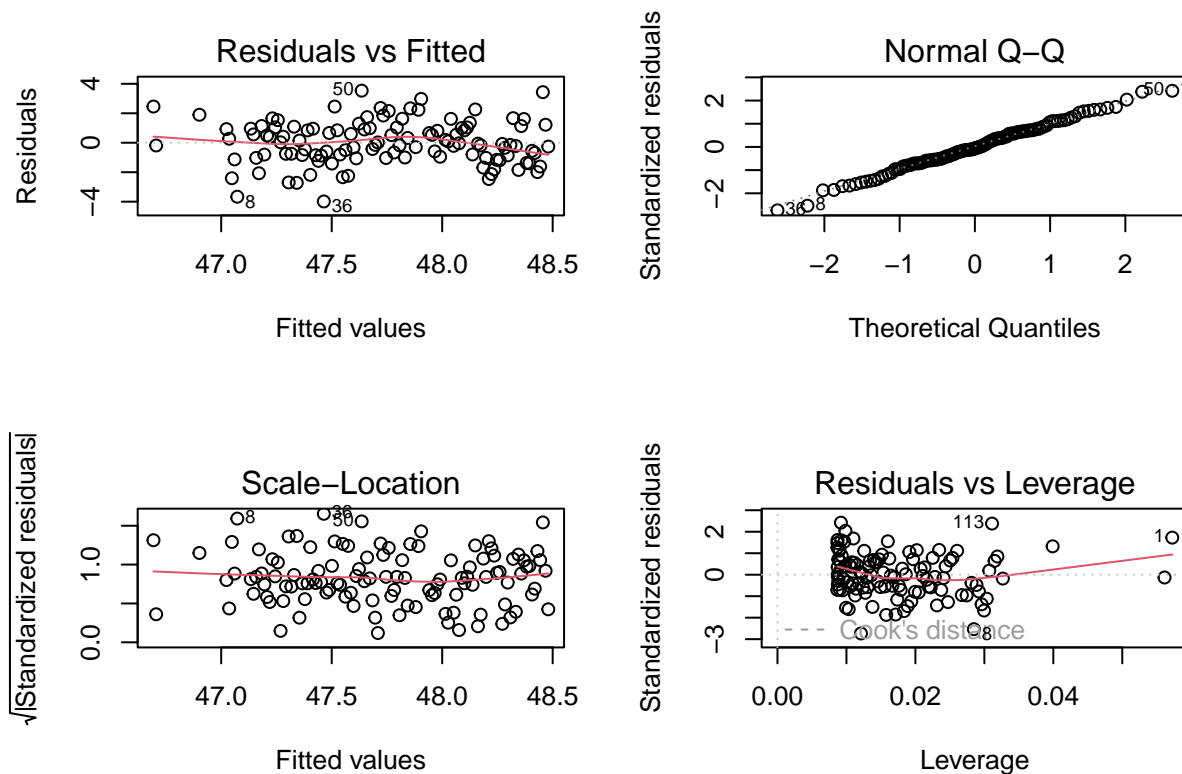 Residuals vs Fitted
Residuals
4
0
−4
50
8
36
47.0 47.5 48.0 48.5
Fitted values
Normal Q−Q
Standardized residuals
2
0
−2
50
36
8
−2 −1 0 1 2
Theoretical Quantiles
Scale−Location
√|Standardized residuals|
1.0
0.0
8
36
50
47.0 47.5 48.0 48.5
Fitted values
Residuals vs Leverage
Standardized residuals
2
0
−3
113
1
8
Cook's distance
0.00 0.02 0.04
Leverage